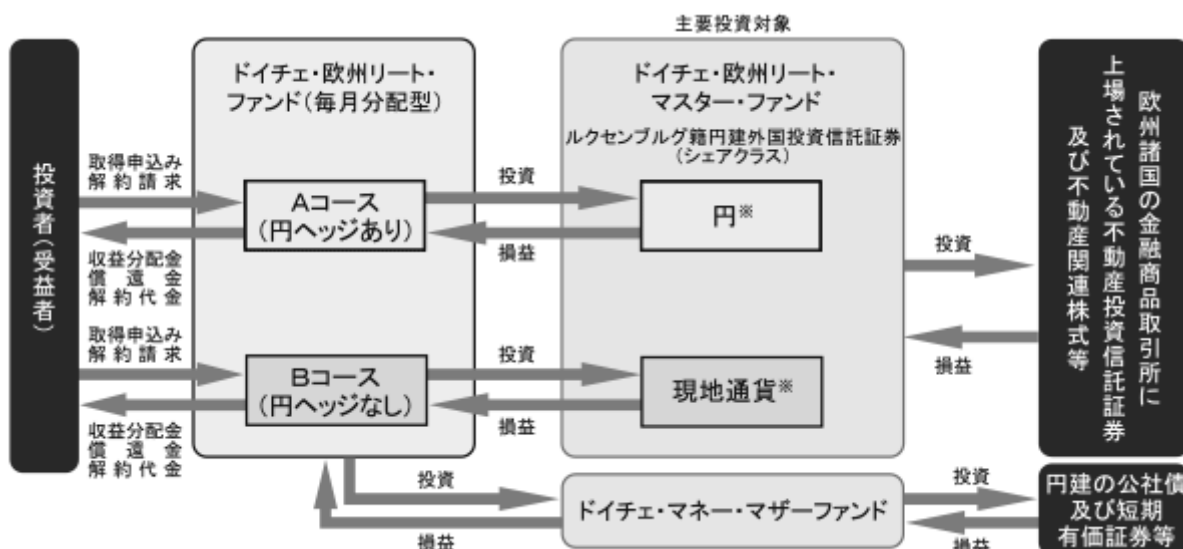 主要投資対象
投資者(受益者)
取得申込み
解約請求
収益分配金
償還金
解約代金
取得申込み
解約請求
収益分配金
償還金
解約代金
ドイチェ・欧州リート・
ファンド(毎月分配型)
Aコース
(円ヘッジあり)
Bコース
(円ヘッジなし)
投資
損益
投資
損益
ドイチェ・欧州リート・
マスター・ファンド
ルクセンブルグ籍円建外国投資信託証券
(シェアクラス)
円※
現地通貨※
投資
損益
欧州諸国の金融商品取引所に
上場されている不動産投資信託証券
及び不動産関連株式等
投資
損益
ドイチェ・マネー・マザーファンド
投資
損益
円建の公社債
及び短期
有価証券等